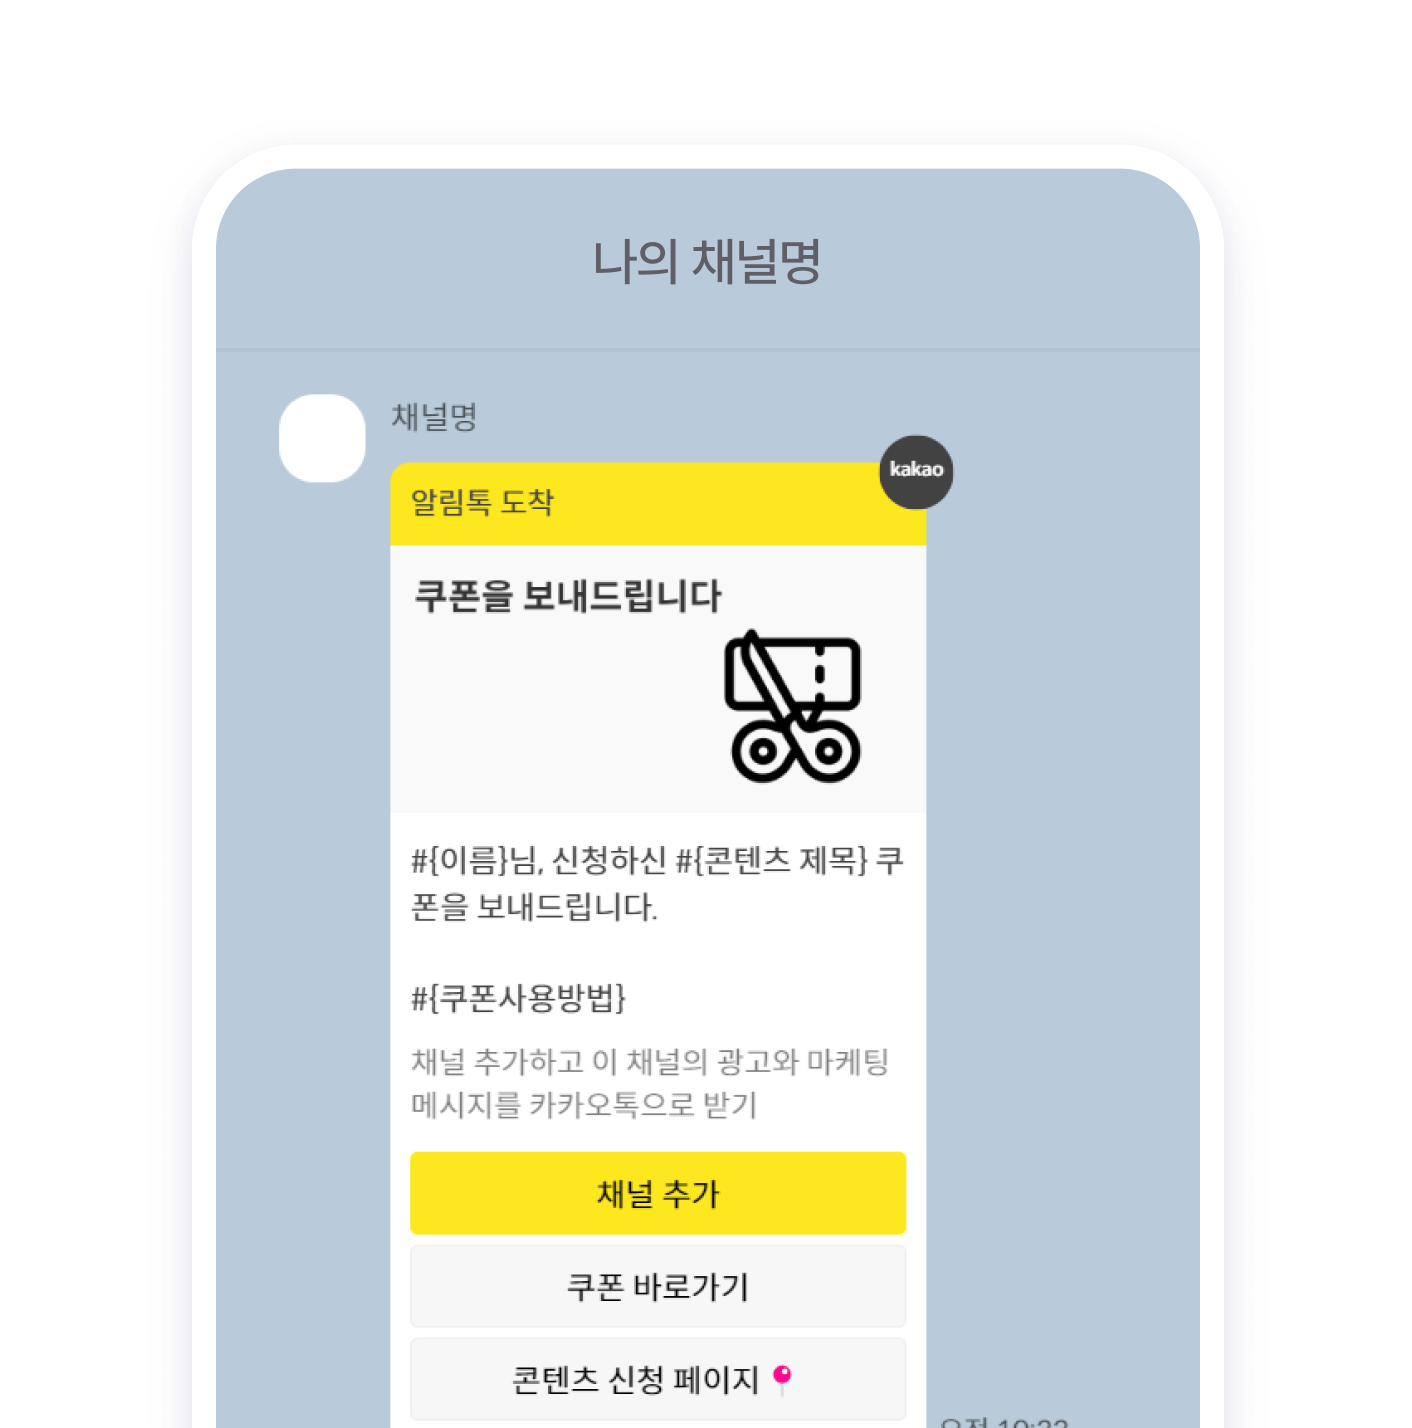 나의 채널명
채널명
kakao
알림톡 도착
쿠폰을 보내드립니다
#{이름}님, 신청하신 #{콘텐츠 제목} 쿠
폰을 보내드립니다.
#{쿠폰사용방법}
채널 추가하고 이 채널의 광고와 마케팅
메시지를 카카오톡으로 받기
채널 추가
쿠폰 바로가기
콘텐츠 신청 페이지